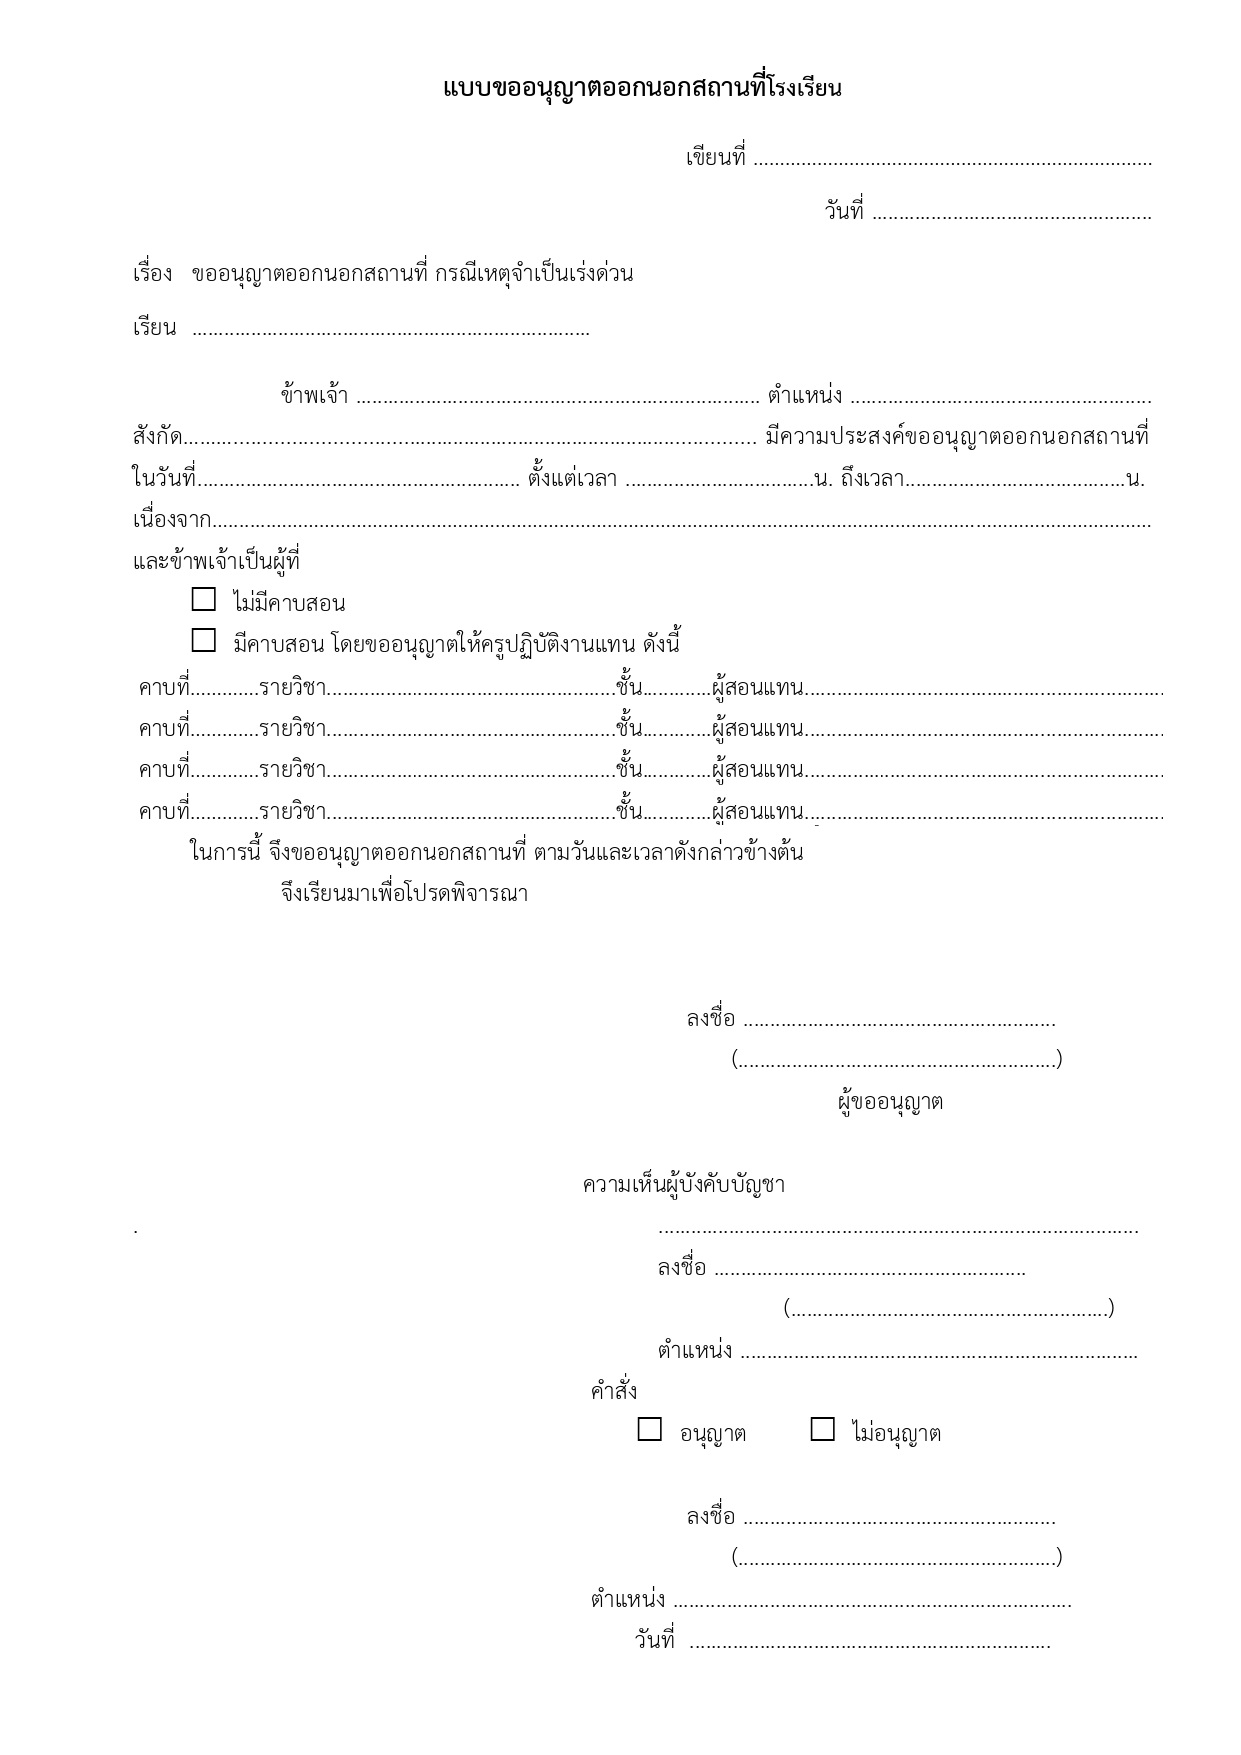 แบบขออนุญาตออกนอกสถานที่โรงเรียน
เขียนที่ ...........................................................................
วันที่ ....................................................
เรื่อง ขออนุญาตออกนอกสถานที่ กรณีเหตุจำเป็นเร่งด่วน
เรียน ..........................................................................
ข้าพเจ้า ........................................................................... ตำแหน่ง ........................................................
สังกัด.......................................................................................................... มีความประสงค์ขออนุญาตออกนอกสถานที่
ในวันที่............................................................ ตั้งแต่เวลา ...................................น. ถึงเวลา.........................................น.
เนื่องจาก..............................................................................................................................................................................
และข้าพเจ้าเป็นผู้ที่
☐ ไม่มีคาบสอน
☐ มีคาบสอน โดยขออนุญาตให้ครูปฏิบัติงานแทน ดังนี้
คาบที่.............รายวิชา......................................................ชั้น.............ผู้สอนแทน...................................................................
คาบที่.............รายวิชา......................................................ชั้น.............ผู้สอนแทน...................................................................
คาบที่.............รายวิชา......................................................ชั้น.............ผู้สอนแทน...................................................................
คาบที่.............รายวิชา......................................................ชั้น.............ผู้สอนแทน...................................................................
ในการนี้ จึงขออนุญาตออกนอกสถานที่ ตามวันและเวลาดังกล่าวข้างต้น
จึงเรียนมาเพื่อโปรดพิจารณา
ลงชื่อ ..........................................................
(...........................................................)
ผู้ขออนุญาต
ความเห็นผู้บังคับบัญชา
. .........................................................................................
ลงชื่อ ..........................................................
(...........................................................)
ตำแหน่ง ..........................................................................
คำสั่ง
☐ อนุญาต ☐ ไม่อนุญาต
ลงชื่อ ..........................................................
(...........................................................)
ตำแหน่ง ..........................................................................
วันที่ ...................................................................